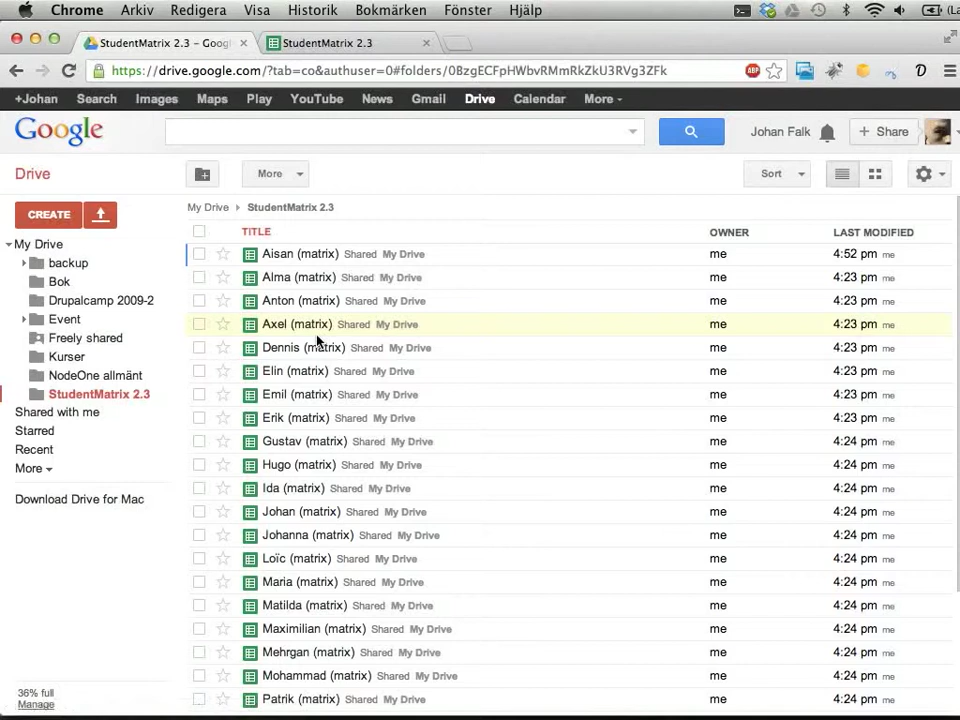 Chrome Arkiv Redigera Visa Historik Bokmärken Fönster Hjälp
StudentMatrix 2.3 – Goog
StudentMatrix 2.3
https://drive.google.com/?tab=co&authuser=0#folders/0BzgECFpHWbvRMmRkZkU3RVg3ZFk
+Johan Search Images Maps Play YouTube News Gmail Drive Calendar More
Google
Johan Falk
+ Share
Drive
More
Sort
CREATE
My Drive
StudentMatrix 2.3
TITLE OWNER LAST MODIFIED
My Drive
backup
Bok
Drupalcamp 2009-2
Event
Freely shared
Kurser
NodeOne allmänt
StudentMatrix 2.3
Shared with me
Starred
Recent
More
Download Drive for Mac
Aisan (matrix) Shared My Drive me 4:52 pm me
Alma (matrix) Shared My Drive me 4:23 pm me
Anton (matrix) Shared My Drive me 4:23 pm me
Axel (matrix) Shared My Drive me 4:23 pm me
Dennis (matrix) Shared My Drive me 4:23 pm me
Elin (matrix) Shared My Drive me 4:23 pm me
Emil (matrix) Shared My Drive me 4:23 pm me
Erik (matrix) Shared My Drive me 4:23 pm me
Gustav (matrix) Shared My Drive me 4:24 pm me
Hugo (matrix) Shared My Drive me 4:24 pm me
Ida (matrix) Shared My Drive me 4:24 pm me
Johan (matrix) Shared My Drive me 4:24 pm me
Johanna (matrix) Shared My Drive me 4:24 pm me
Loïc (matrix) Shared My Drive me 4:24 pm me
Maria (matrix) Shared My Drive me 4:24 pm me
Matilda (matrix) Shared My Drive me 4:24 pm me
Maximilian (matrix) Shared My Drive me 4:24 pm me
Mehrgan (matrix) Shared My Drive me 4:24 pm me
Mohammad (matrix) Shared My Drive me 4:24 pm me
Patrik (matrix) Shared My Drive me 4:24 pm me
36% full
Manage